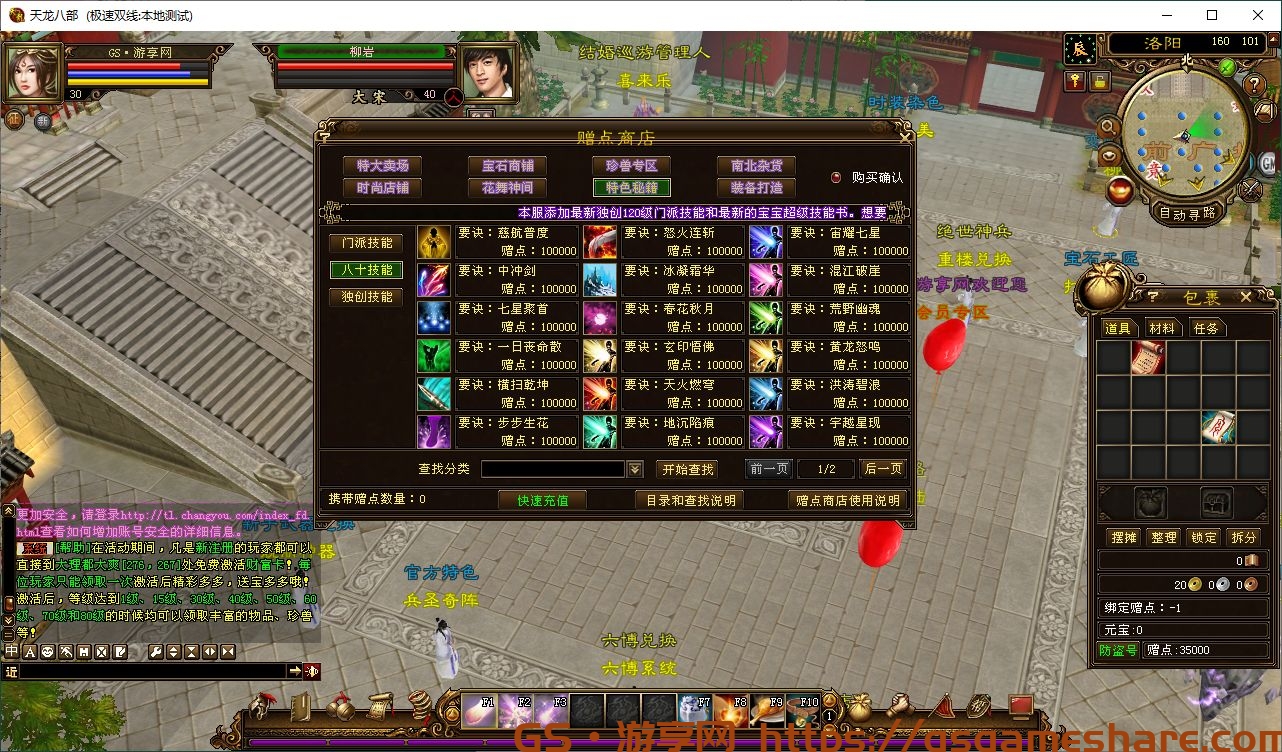 天龙八部 (极速双线:本地测试)
GS·游享网
30
柳岩
大宋
40
结婚巡游管理人
喜来乐
时装染色
洛阳
160 101
北
自动寻路
赠点商店
特大卖场
宝石商铺
珍兽专区
南北杂货
时尚店铺
花舞神间
特色秘籍
装备打造
购买确认
本服添加最新独创120级门派技能和最新的宝宝超级技能书。想要
门派技能
八十技能
独创技能
要诀：慈航普度
赠点：100000
要诀：怒火连斩
赠点：100000
要诀：宙耀七星
赠点：100000
要诀：中冲剑
赠点：100000
要诀：冰凝霜华
赠点：100000
要诀：混江破崖
赠点：100000
要诀：七星聚首
赠点：100000
要诀：春花秋月
赠点：100000
要诀：荒野幽魂
赠点：100000
要诀：一日丧命散
赠点：100000
要诀：玄印悟佛
赠点：100000
要诀：黄龙怒鸣
赠点：100000
要诀：横扫乾坤
赠点：100000
要诀：天火燃穹
赠点：100000
要诀：洪涛碧浪
赠点：100000
要诀：步步生花
赠点：100000
要诀：地沉陷痕
赠点：100000
要诀：宇越星现
赠点：100000
查找分类
开始查找
前一页
1/2
后一页
携带赠点数量：0
快速充值
目录和查找说明
赠点商店使用说明
绝世神兵
重楼兑换
宝石工匠
游享网欢迎您
会员专区
包裹
道具
材料
任务
摆摊
整理
锁定
拆分
0
20 0 0
绑定赠点：-1
元宝:0
防盗号
赠点:35000
更加安全，请登录http://tl.changyou.com/index_fd.
html查看如何增加账号安全的详细信息。
[帮助]在活动期间，凡是新注册的玩家都可以
直接到大理都大爽[276，267]处免费激活财富卡！每
位玩家只能领取一次激活后精彩多多，送宝多多哦!
激活后，等级达到1级、15级、30级、40级、50级、60
级、70级和80级的时候均可以领取丰富的物品、珍兽
等!
近
官方特色
兵圣奇阵
六博兑换
六博系统
F1
F2
F3
F7
F8
F9
F10
1
GS·游享网 https://gsgameshare.com